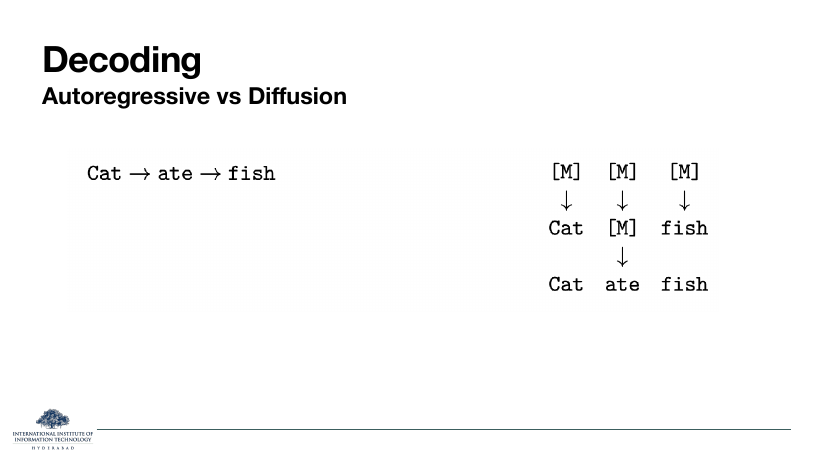 Decoding
Autoregressive vs Diffusion
Cat → ate → fish
[M] [M] [M]
↓ ↓ ↓
Cat [M] fish
↓
Cat ate fish
INTERNATIONAL INSTITUTE OF
INFORMATION TECHNOLOGY
HYDERABAD